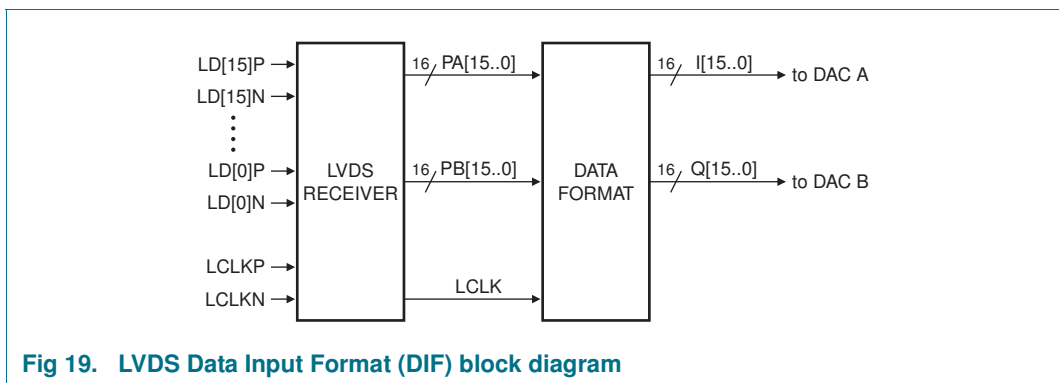 LD[15]P
LD[15]N
LD[0]P
LD[0]N
LCLKP
LCLKN
LVDS
RECEIVER
16 PA[15..0]
16 PB[15..0]
LCLK
DATA
FORMAT
16 I[15..0]
to DAC A
16 Q[15..0]
to DAC B
Fig 19. LVDS Data Input Format (DIF) block diagram